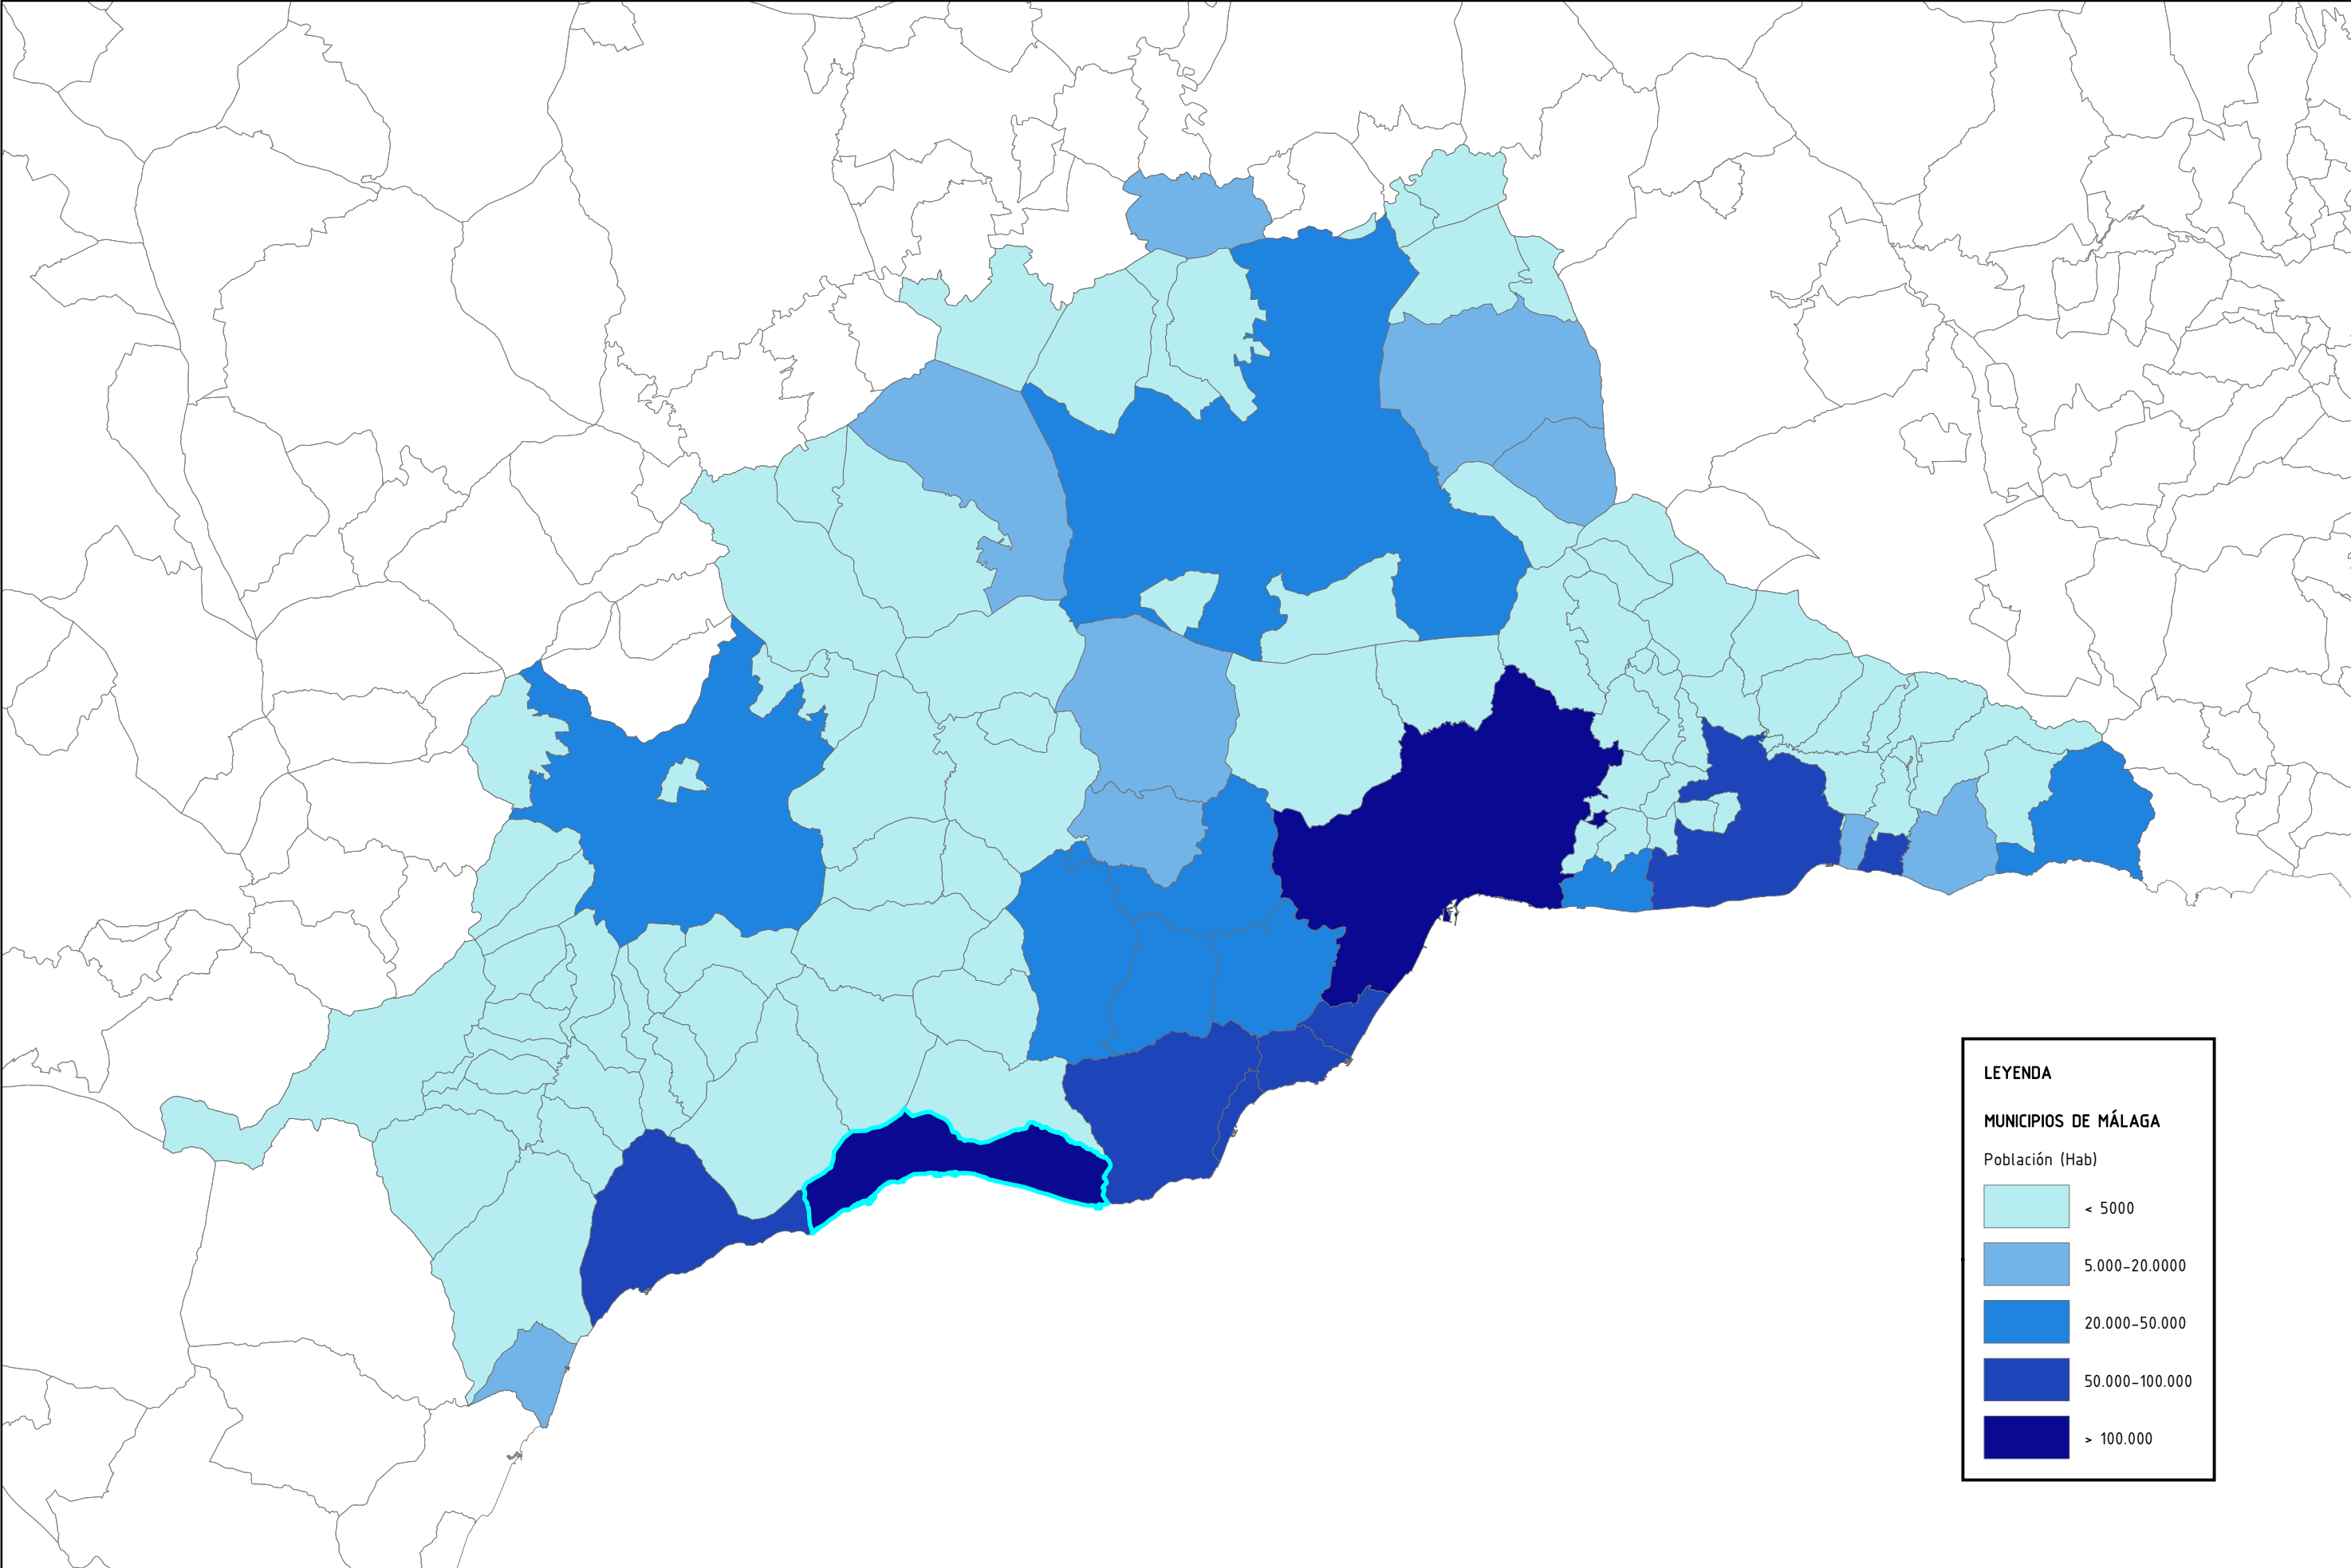 LEYENDA
MUNICIPIOS DE MÁLAGA
Población (Hab)
< 5000
5.000-20.0000
20.000-50.000
50.000-100.000
> 100.000